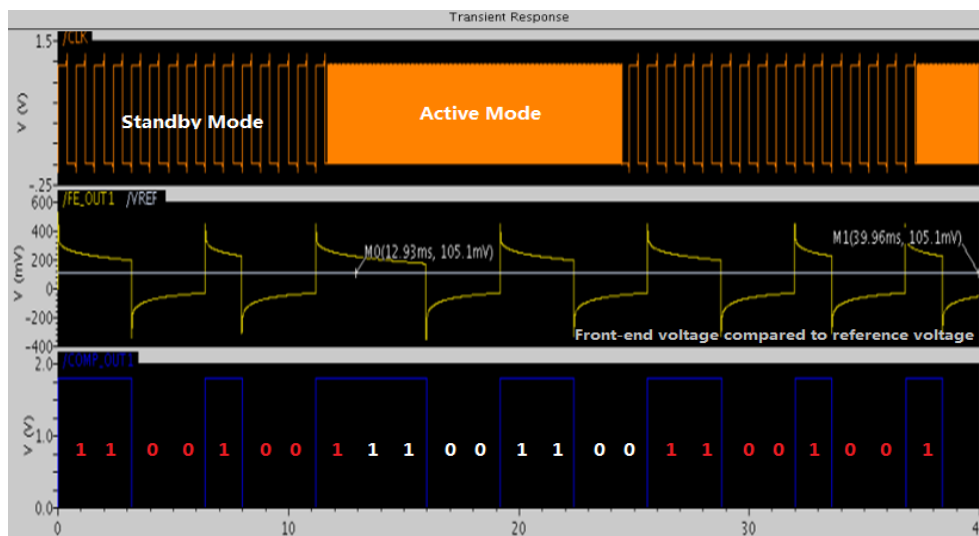 Transient Response
/CLK
1.5
V (V)
-.25
Standby Mode
Active Mode
/FE_OUT1 /VREF
600
400
200
0
-200
-400
V (mV)
M0(12.93ms, 105.1mV)
M1(39.96ms, 105.1mV)
Front-end voltage compared to reference voltage
/COMP_OUT1
2.0
1.0
0.0
V (V)
1 1 0 0 1 0 0 1 1 1 0 0 1 1 0 0 1 1 0 0 1 0 0 1
0 10 20 30